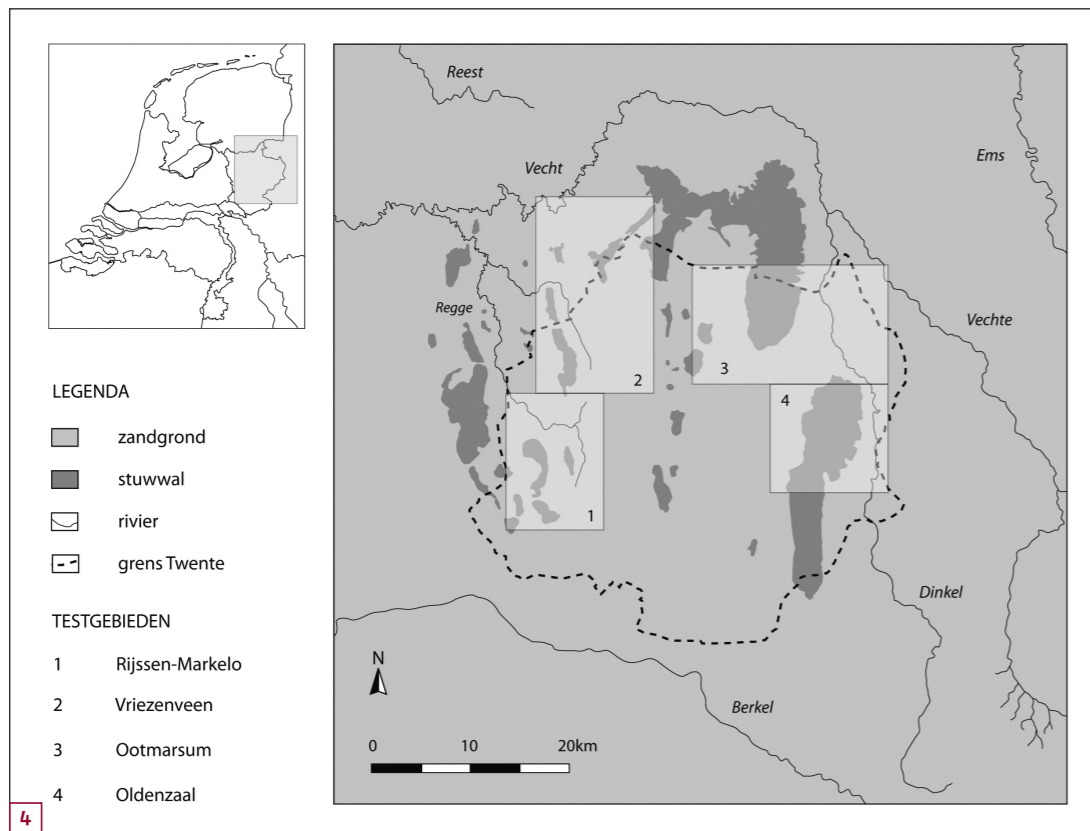 LEGENDA
zandgrond
stuwwal
rivier
grens Twente
TESTGEBIEDEN
1 Rijssen-Markelo
2 Vriezenveen
3 Ootmarsum
4 Oldenzaal
Reest
Vecht
Ems
Regge
Vechte
2
3
4
1
Dinkel
Berkel
N
0 10 20km
4